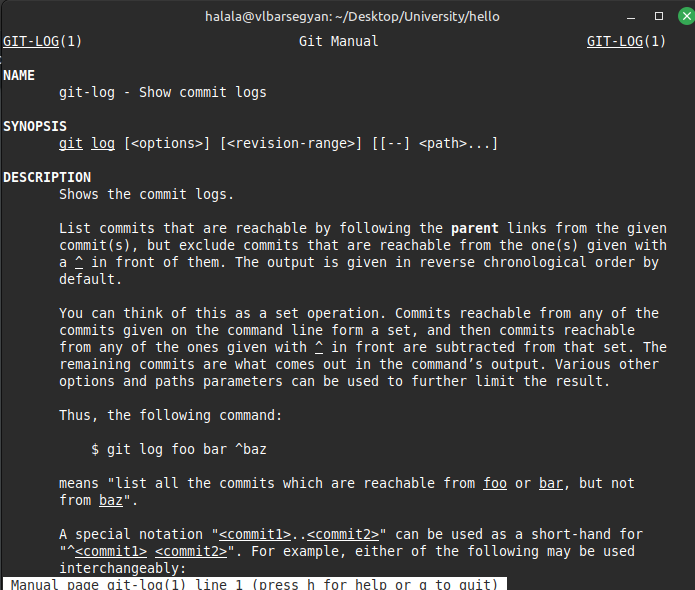 halala@vlbarsegyan: ~/Desktop/University/hello
GIT-LOG(1) Git Manual GIT-LOG(1)
NAME
git-log - Show commit logs
SYNOPSIS
git log [<options>] [<revision-range>] [[--] <path>...]
DESCRIPTION
Shows the commit logs.
List commits that are reachable by following the parent links from the given
commit(s), but exclude commits that are reachable from the one(s) given with
a ^ in front of them. The output is given in reverse chronological order by
default.
You can think of this as a set operation. Commits reachable from any of the
commits given on the command line form a set, and then commits reachable
from any of the ones given with ^ in front are subtracted from that set. The
remaining commits are what comes out in the command’s output. Various other
options and paths parameters can be used to further limit the result.
Thus, the following command:
$ git log foo bar ^baz
means "list all the commits which are reachable from foo or bar, but not
from baz".
A special notation "<commit1>..<commit2>" can be used as a short-hand for
"^<commit1> <commit2>". For example, either of the following may be used
interchangeably:
Manual page git-log(1) line 1 (press h for help or q to quit)